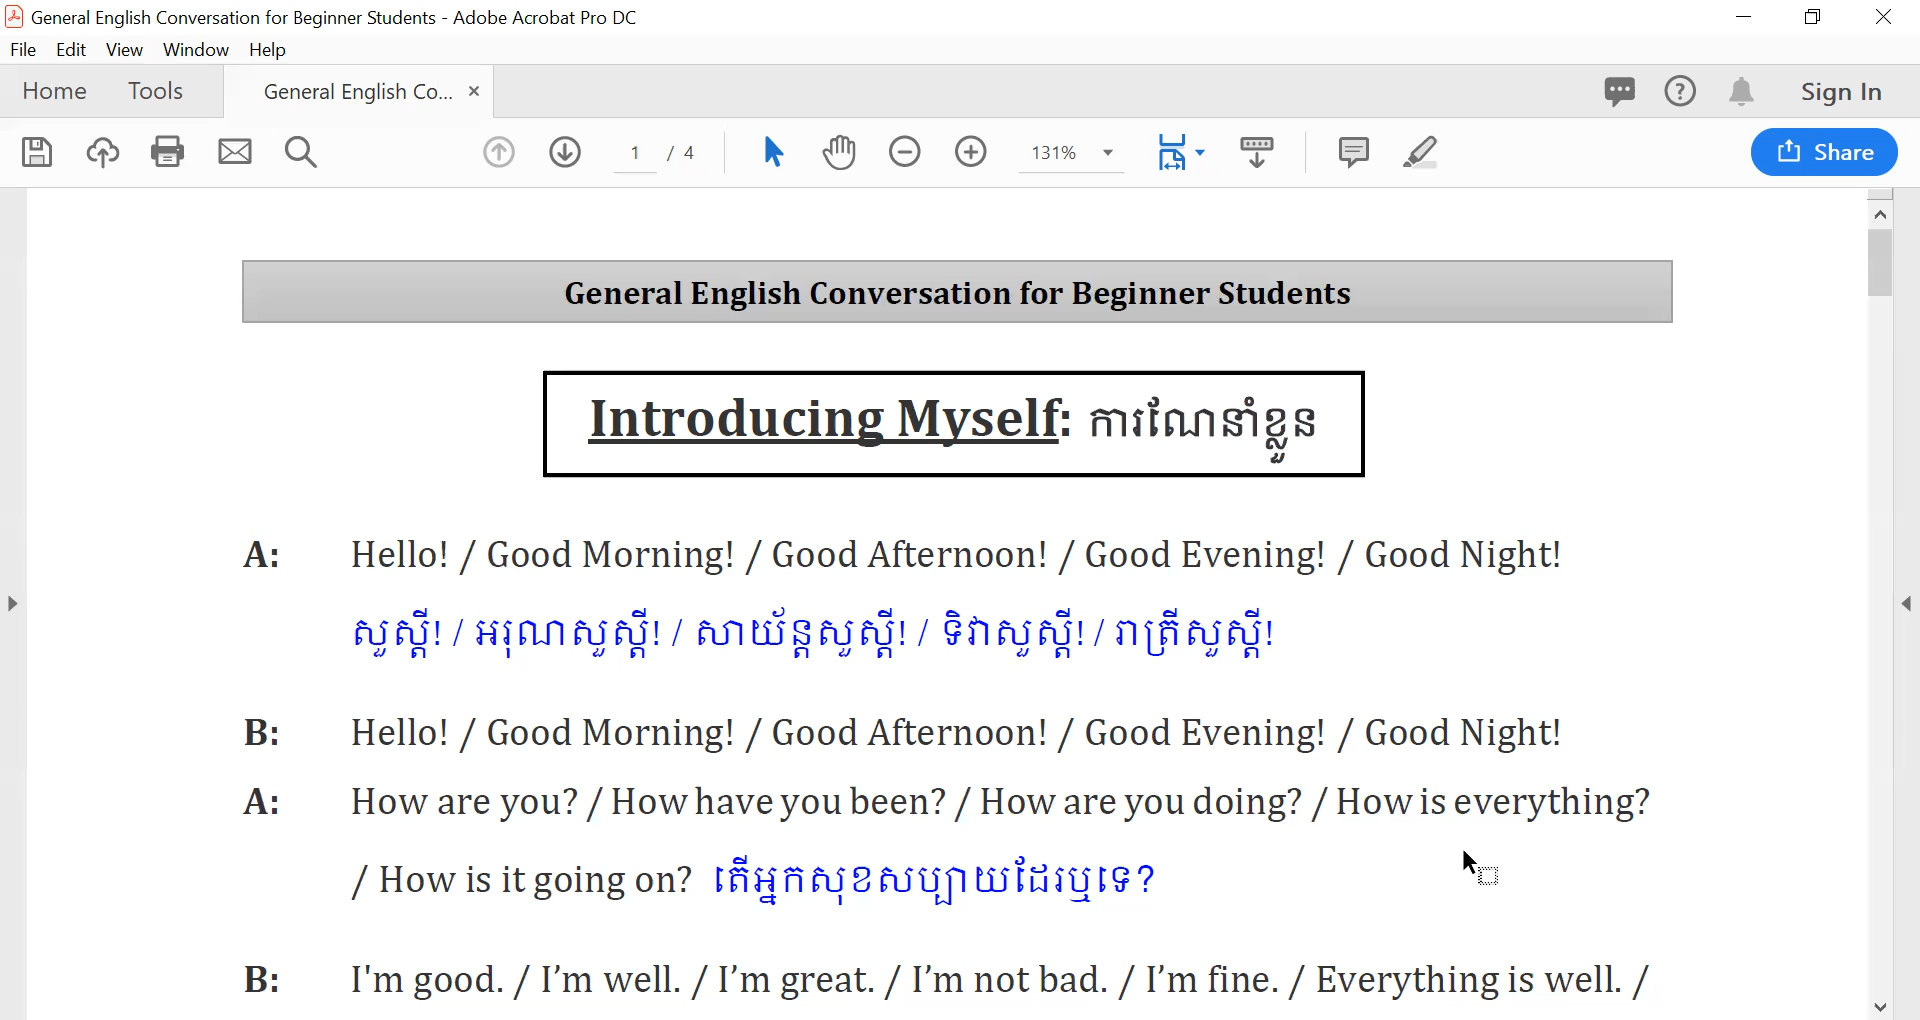 General English Conversation for Beginner Students - Adobe Acrobat Pro DC
File Edit View Window Help
Home Tools General English Co... × Sign In
1 / 4 131% Share
General English Conversation for Beginner Students
Introducing Myself: ការណែនាំខ្លួន
A: Hello! / Good Morning! / Good Afternoon! / Good Evening! / Good Night!
សួស្តី! / អរុណសួស្តី! / សាយ័ន្តសួស្តី! / ទិវាសួស្តី! / រាត្រីសួស្តី!
B: Hello! / Good Morning! / Good Afternoon! / Good Evening! / Good Night!
A: How are you? / How have you been? / How are you doing? / How is everything?
/ How is it going on? តើអ្នកសុខសប្បាយដែរឬទេ?
B: I'm good. / I’m well. / I’m great. / I’m not bad. / I’m fine. / Everything is well. /